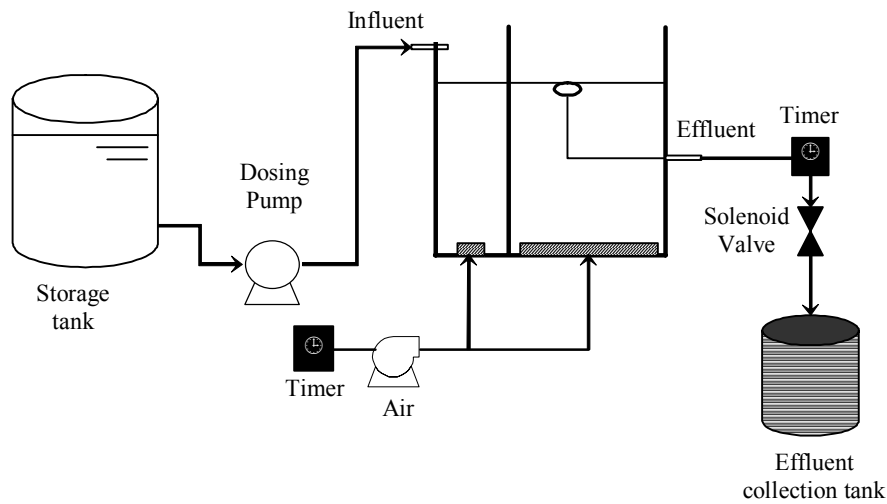 Influent
Timer
Effluent
Dosing
Pump
Solenoid
Valve
Storage
tank
Timer
Air
Effluent
collection tank